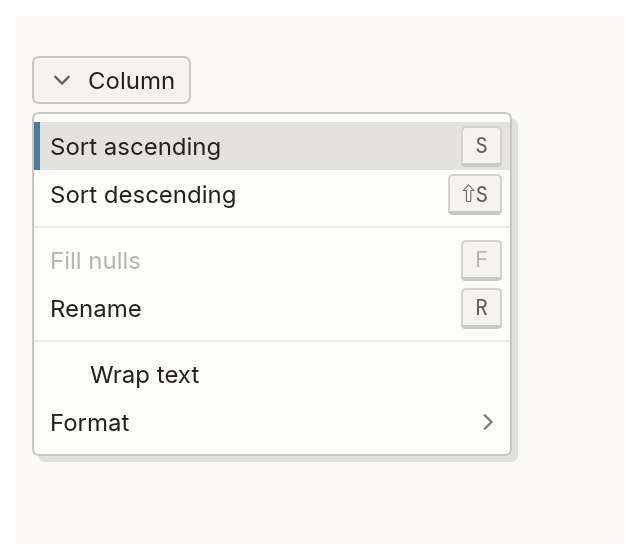 Column
Sort ascending S
Sort descending ⇧S
Fill nulls F
Rename R
Wrap text
Format